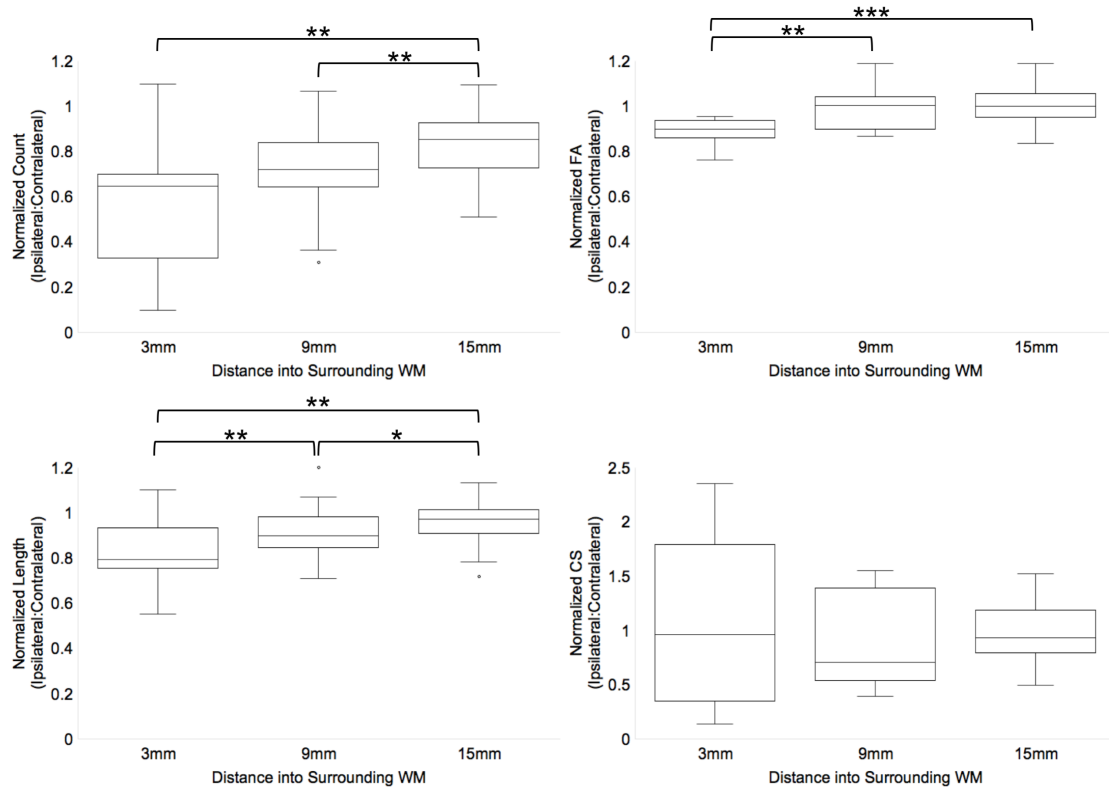 **
**
1.2
1
0.8
0.6
0.4
0.2
0
Normalized Count
(Ipsilateral:Contralateral)
3mm 9mm 15mm
Distance into Surrounding WM
***
**
1.2
1
0.8
0.6
0.4
0.2
0
Normalized FA
(Ipsilateral:Contralateral)
3mm 9mm 15mm
Distance into Surrounding WM
**
** *
1.2
1
0.8
0.6
0.4
0.2
0
Normalized Length
(Ipsilateral:Contralateral)
3mm 9mm 15mm
Distance into Surrounding WM
2.5
2
1.5
1
0.5
0
Normalized CS
(Ipsilateral:Contralateral)
3mm 9mm 15mm
Distance into Surrounding WM